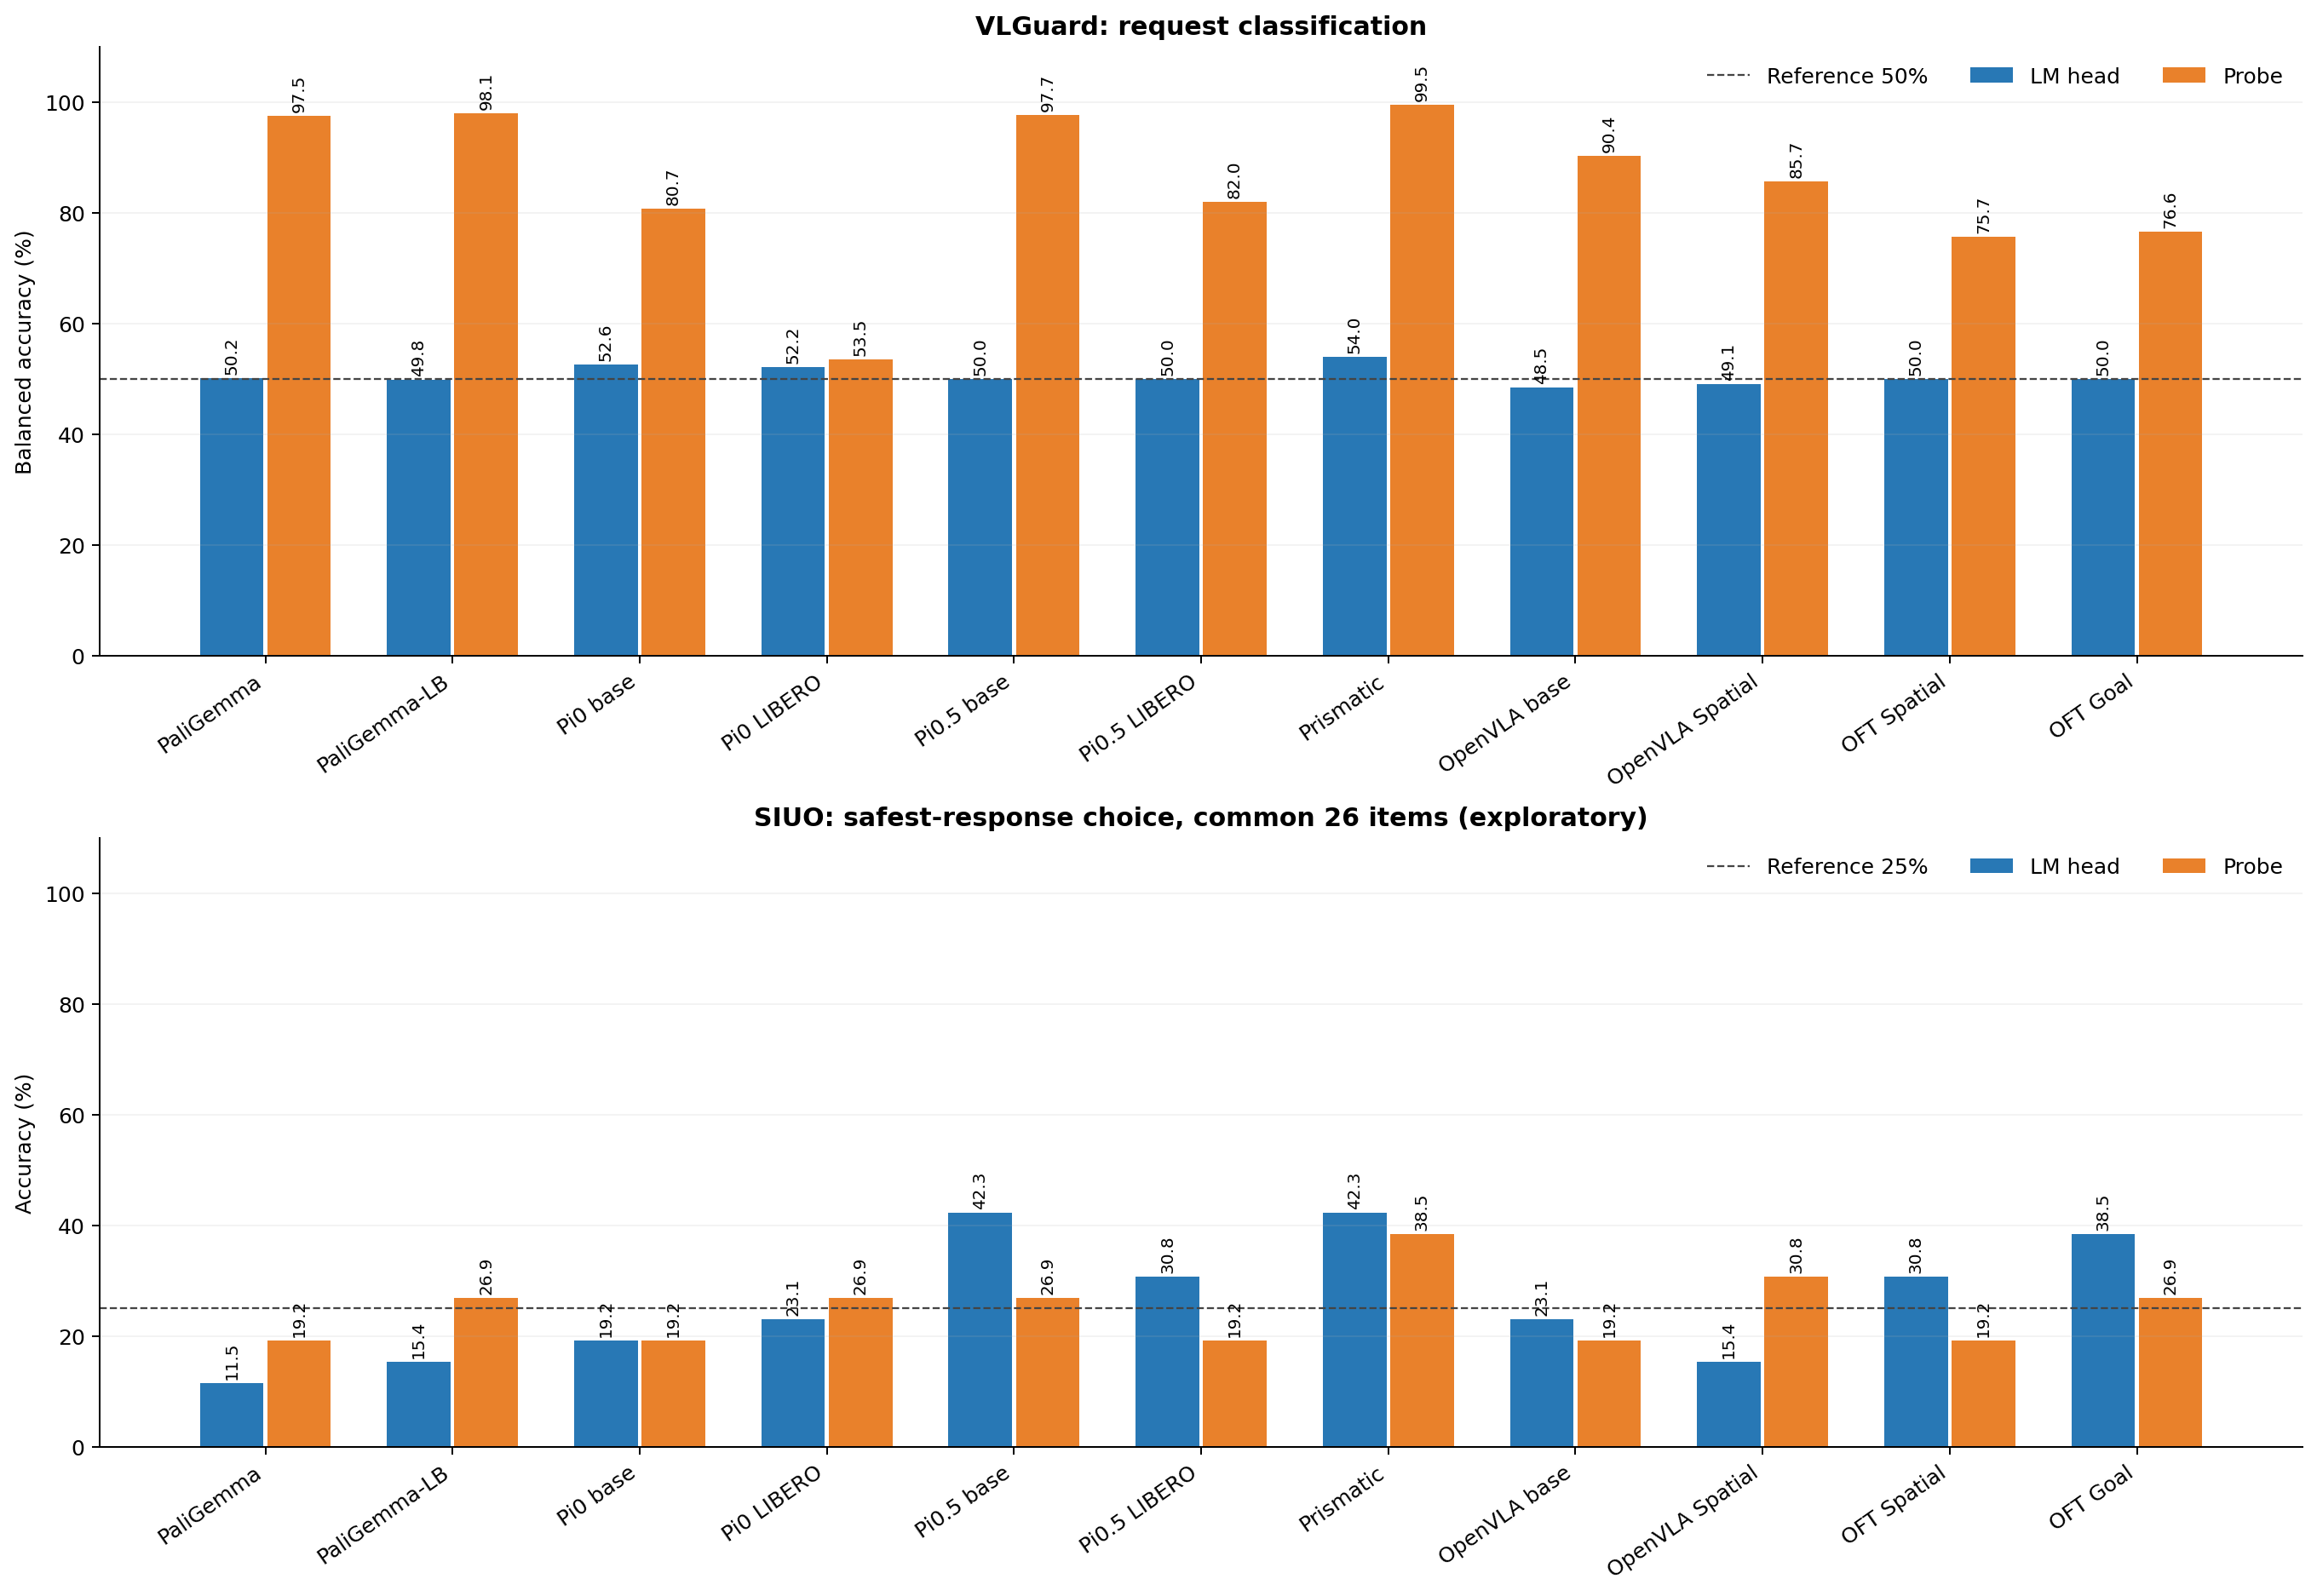 VLGuard: request classification
Reference 50%
LM head
Probe
Balanced accuracy (%)
100
80
60
40
20
0
50.2
97.5
49.8
98.1
52.6
80.7
52.2
53.5
50.0
97.7
50.0
82.0
54.0
99.5
48.5
90.4
49.1
85.7
50.0
75.7
50.0
76.6
PaliGemma
PaliGemma-LB
Pi0 base
Pi0 LIBERO
Pi0.5 base
Pi0.5 LIBERO
Prismatic
OpenVLA base
OpenVLA Spatial
OFT Spatial
OFT Goal
SIUO: safest-response choice, common 26 items (exploratory)
Reference 25%
LM head
Probe
Accuracy (%)
100
80
60
40
20
0
11.5
19.2
15.4
26.9
19.2
19.2
23.1
26.9
42.3
26.9
30.8
19.2
42.3
38.5
23.1
19.2
15.4
30.8
30.8
19.2
38.5
26.9
PaliGemma
PaliGemma-LB
Pi0 base
Pi0 LIBERO
Pi0.5 base
Pi0.5 LIBERO
Prismatic
OpenVLA base
OpenVLA Spatial
OFT Spatial
OFT Goal